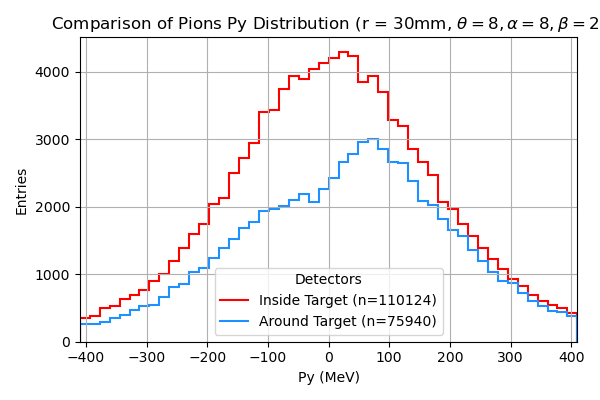 Comparison of Pions Py Distribution (r = 30mm, θ = 8, α = 8, β = 2
4000
3000
2000
1000
0
Entries
Detectors
Inside Target (n=110124)
Around Target (n=75940)
−400 −300 −200 −100 0 100 200 300 400
Py (MeV)